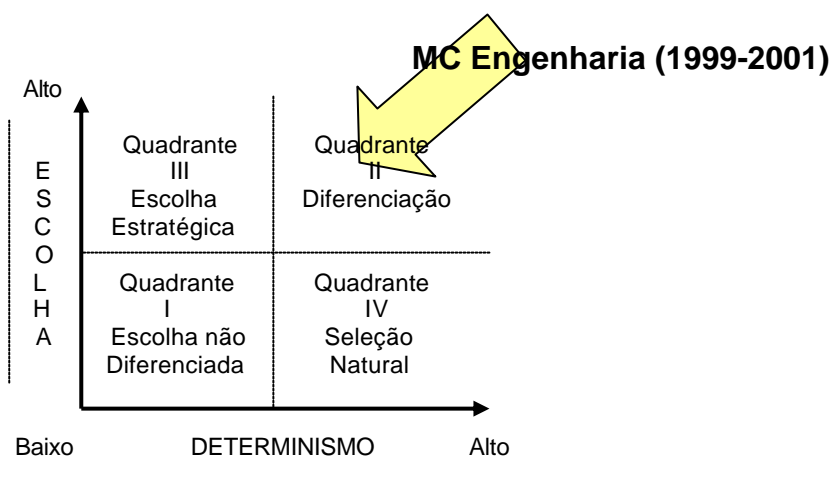 MC Engenharia (1999-2001)
Alto
E
S
C
O
L
H
A
Quadrante
III
Escolha
Estratégica
Quadrante
II
Diferenciação
Quadrante
I
Escolha não
Diferenciada
Quadrante
IV
Seleção
Natural
Baixo
DETERMINISMO
Alto